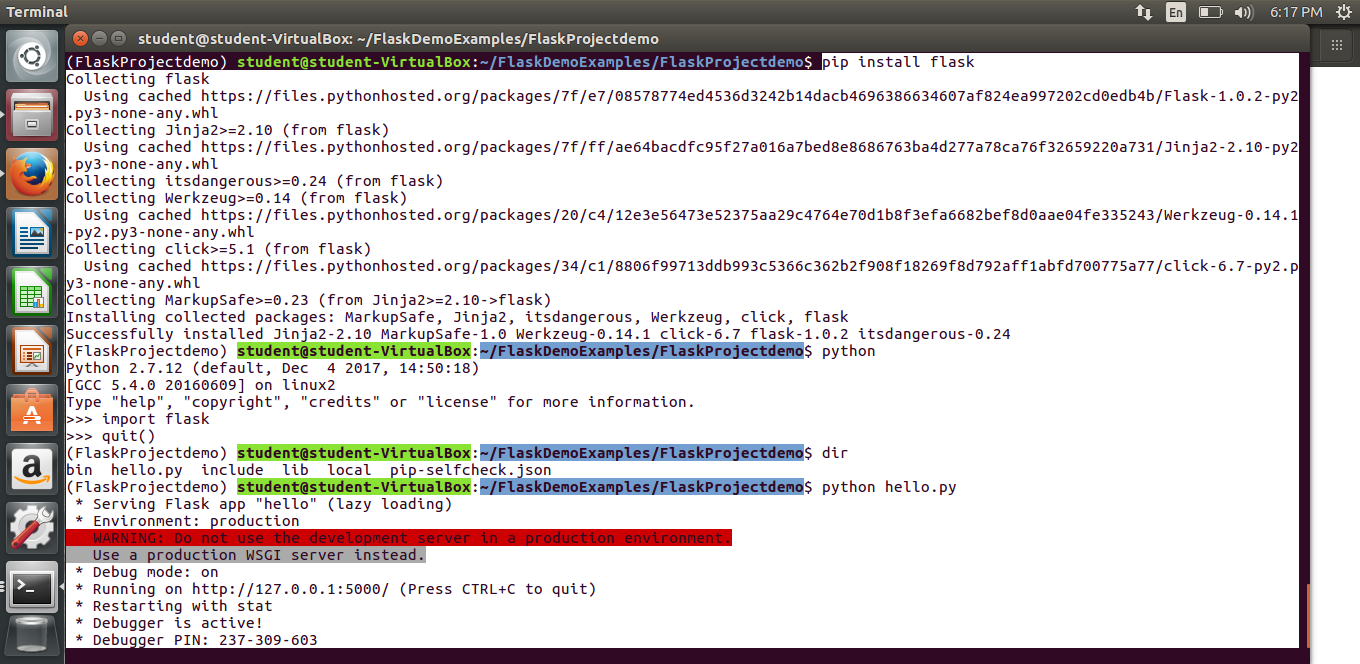 Terminal
En
6:17 PM
student@student-VirtualBox: ~/FlaskDemoExamples/FlaskProjectdemo
(FlaskProjectdemo) student@student-VirtualBox:~/FlaskDemoExamples/FlaskProjectdemo$ pip install flask
Collecting flask
  Using cached https://files.pythonhosted.org/packages/7f/e7/08578774ed4536d3242b14dacb4696386634607af824ea997202cd0edb4b/Flask-1.0.2-py2
.py3-none-any.whl
Collecting Jinja2>=2.10 (from flask)
  Using cached https://files.pythonhosted.org/packages/7f/ff/ae64bacdfc95f27a016a7bed8e8686763ba4d277a78ca76f32659220a731/Jinja2-2.10-py2
.py3-none-any.whl
Collecting itsdangerous>=0.24 (from flask)
Collecting Werkzeug>=0.14 (from flask)
  Using cached https://files.pythonhosted.org/packages/20/c4/12e3e56473e52375aa29c4764e70d1b8f3efa6682bef8d0aae04fe335243/Werkzeug-0.14.1
-py2.py3-none-any.whl
Collecting click>=5.1 (from flask)
  Using cached https://files.pythonhosted.org/packages/34/c1/8806f99713ddb993c5366c362b2f908f18269f8d792aff1abfd700775a77/click-6.7-py2.p
y3-none-any.whl
Collecting MarkupSafe>=0.23 (from Jinja2>=2.10->flask)
Installing collected packages: MarkupSafe, Jinja2, itsdangerous, Werkzeug, click, flask
Successfully installed Jinja2-2.10 MarkupSafe-1.0 Werkzeug-0.14.1 click-6.7 flask-1.0.2 itsdangerous-0.24
(FlaskProjectdemo) student@student-VirtualBox:~/FlaskDemoExamples/FlaskProjectdemo$ python
Python 2.7.12 (default, Dec  4 2017, 14:50:18)
[GCC 5.4.0 20160609] on linux2
Type "help", "copyright", "credits" or "license" for more information.
>>> import flask
>>> quit()
(FlaskProjectdemo) student@student-VirtualBox:~/FlaskDemoExamples/FlaskProjectdemo$ dir
bin  hello.py  include  lib  local  pip-selfcheck.json
(FlaskProjectdemo) student@student-VirtualBox:~/FlaskDemoExamples/FlaskProjectdemo$ python hello.py
 * Serving Flask app "hello" (lazy loading)
 * Environment: production
   WARNING: Do not use the development server in a production environment.
   Use a production WSGI server instead.
 * Debug mode: on
 * Running on http://127.0.0.1:5000/ (Press CTRL+C to quit)
 * Restarting with stat
 * Debugger is active!
 * Debugger PIN: 237-309-603